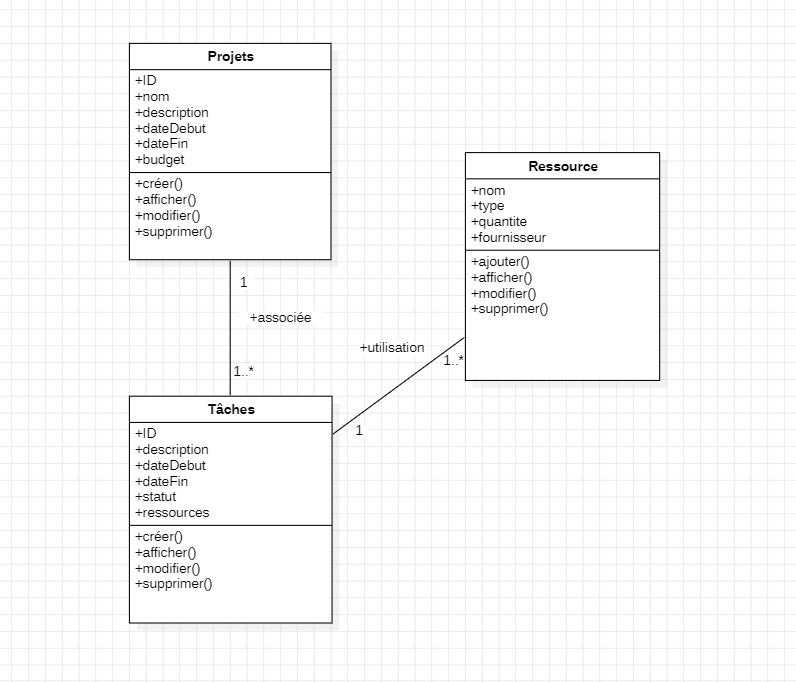 Projets
+ID
+nom
+description
+dateDebut
+dateFin
+budget
+créer()
+afficher()
+modifier()
+supprimer()
1
+associée
1..*
Tâches
+ID
+description
+dateDebut
+dateFin
+statut
+ressources
+créer()
+afficher()
+modifier()
+supprimer()
1
+utilisation
1..*
Ressource
+nom
+type
+quantite
+fournisseur
+ajouter()
+afficher()
+modifier()
+supprimer()